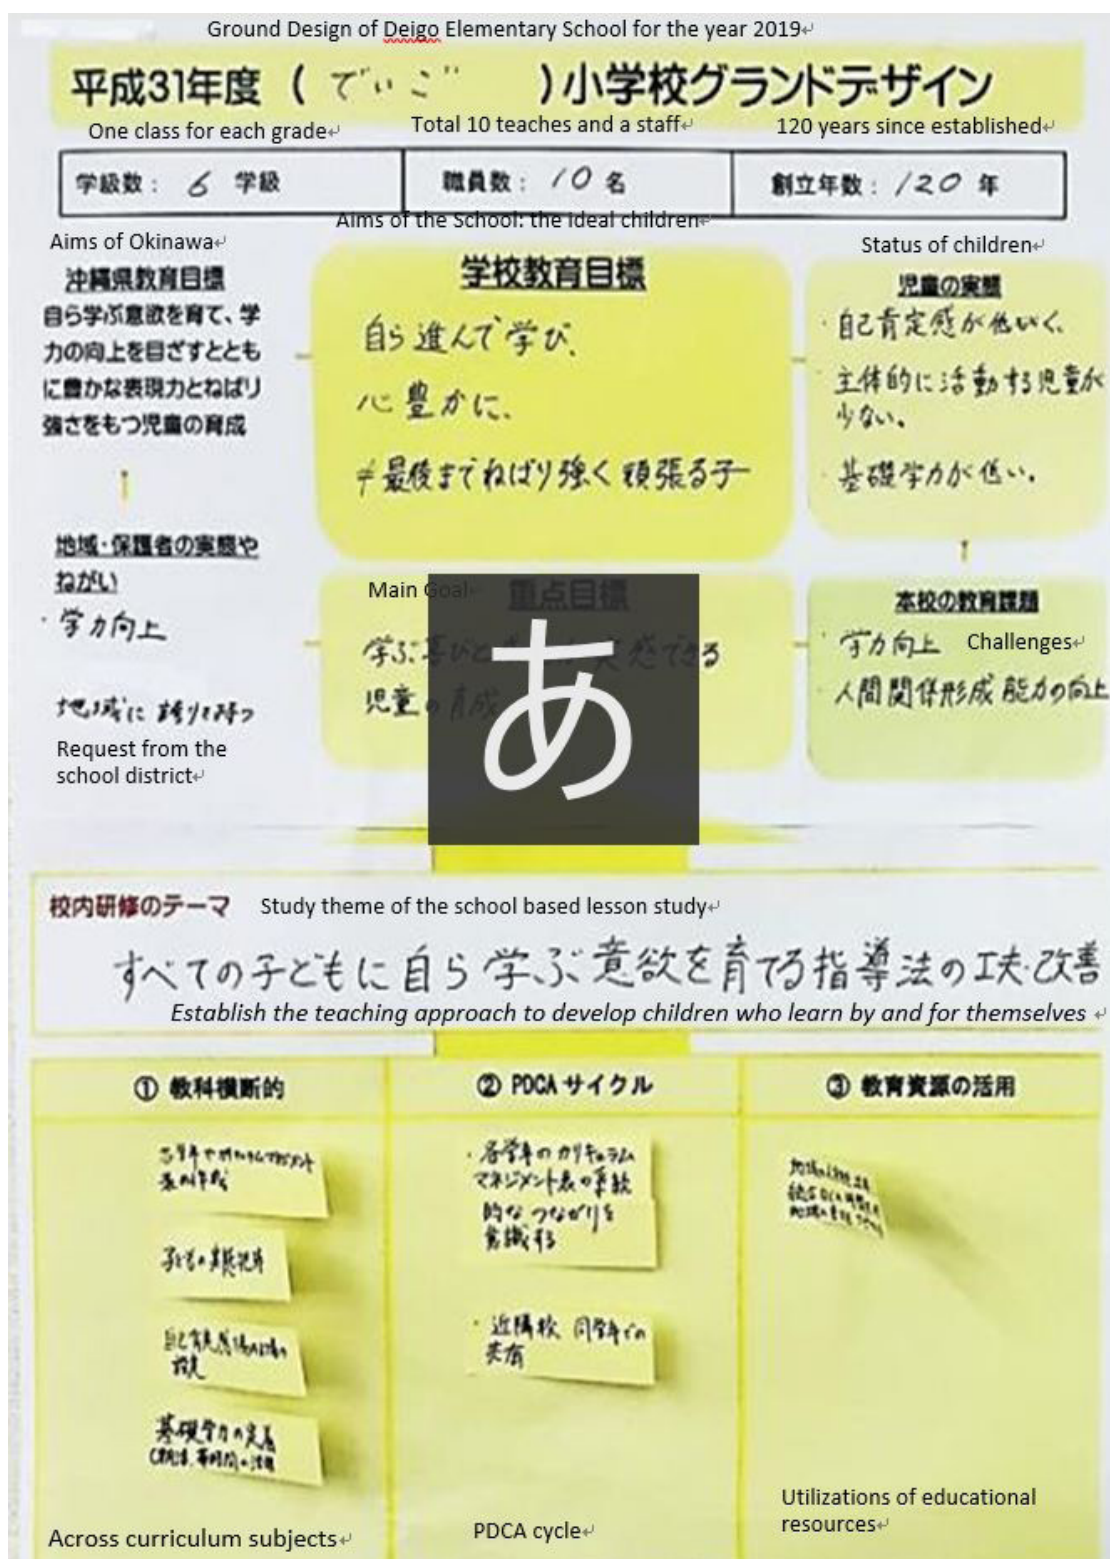 Ground Design of Deigo Elementary School for the year 2019
平成31年度 ( でいご )小学校グランドデザイン
One class for each grade
Total 10 teaches and a staff
120 years since established
学級数: 6 学級
職員数: 10 名
創立年数: 120 年
Aims of the School: the ideal children
Aims of Okinawa
沖縄県教育目標
自ら学ぶ意欲を育て、学
力の向上を目ざすととも
に豊かな表現力とねばり
強さをもつ児童の育成
学校教育目標
自ら進んで学び、
心豊かに、
最後までねばり強く頑張る子
Status of children
児童の実態
・自己肯定感が低く、
主体的に活動する児童が
少ない。
・基礎学力が低い。
地域・保護者の実態や
ねがい
・学力向上
地域に誇りを持つ
Request from the
school district
Main Goal
重点目標
学ぶ喜びと 実感できる
児童の育成
あ
本校の教育課題
・学力向上
Challenges
・人間関係形成能力の向上
校内研修のテーマ
Study theme of the school based lesson study
すべての子どもに自ら学ぶ意欲を育てる指導法の工夫・改善
Establish the teaching approach to develop children who learn by and for themselves
① 教科横断的
子どもの実態把握
基礎学力の定着
Across curriculum subjects
② PDCAサイクル
・各学年のカリキュラム
マネジメント表の系統
的なつながりを
意識する
・近隣校、同学年での
共有
PDCA cycle
③ 教育資源の活用
Utilizations of educational
resources